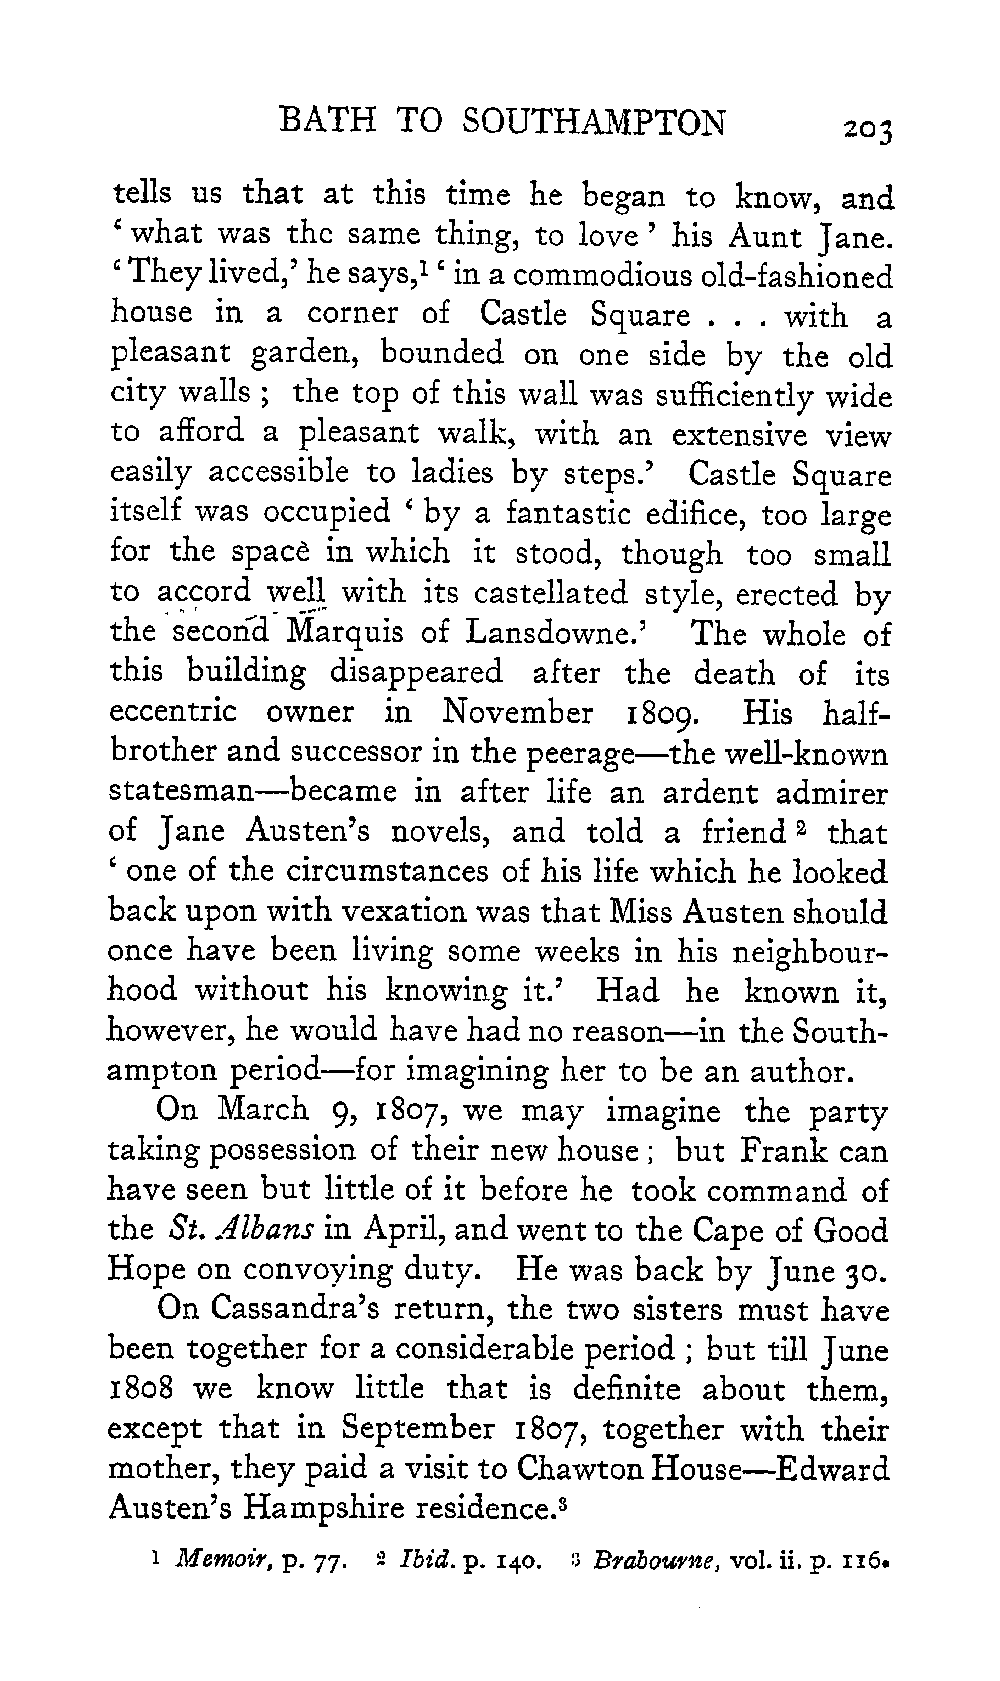 BATH TO SOUTHAMPTON 203
tells us that at this time he began to know, and
‘ what was the same thing, to love ’ his Aunt Jane.
‘ They lived,’ he says,¹ ‘ in a commodious old-fashioned
house in a corner of Castle Square . . . with a
pleasant garden, bounded on one side by the old
city walls ; the top of this wall was sufficiently wide
to afford a pleasant walk, with an extensive view
easily accessible to ladies by steps.’ Castle Square
itself was occupied ‘ by a fantastic edifice, too large
for the space in which it stood, though too small
to accord well with its castellated style, erected by
the second Marquis of Lansdowne.’ The whole of
this building disappeared after the death of its
eccentric owner in November 1809. His half-
brother and successor in the peerage—the well-known
statesman—became in after life an ardent admirer
of Jane Austen’s novels, and told a friend ² that
‘ one of the circumstances of his life which he looked
back upon with vexation was that Miss Austen should
once have been living some weeks in his neighbour-
hood without his knowing it.’ Had he known it,
however, he would have had no reason—in the South-
ampton period—for imagining her to be an author.
On March 9, 1807, we may imagine the party
taking possession of their new house ; but Frank can
have seen but little of it before he took command of
the St. Albans in April, and went to the Cape of Good
Hope on convoying duty. He was back by June 30.
On Cassandra’s return, the two sisters must have
been together for a considerable period ; but till June
1808 we know little that is definite about them,
except that in September 1807, together with their
mother, they paid a visit to Chawton House—Edward
Austen’s Hampshire residence.³
¹ Memoir, p. 77. ² Ibid. p. 140. ³ Brabourne, vol. ii. p. 116.